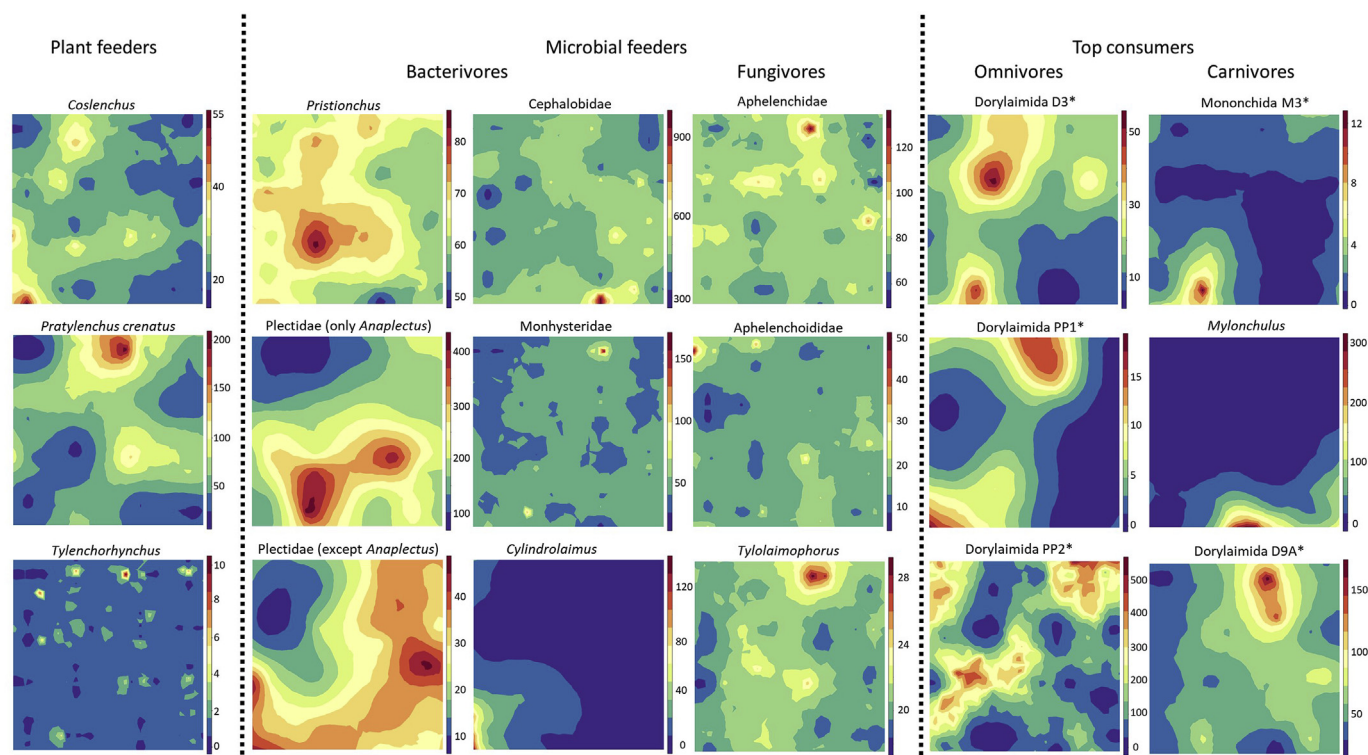 Plant feeders
Microbial feeders
Top consumers
Bacterivores
Fungivores
Omnivores
Carnivores
Coslenchus
55
40
20
Pristionchus
80
70
60
50
Cephalobidae
900
600
300
Aphelenchidae
140
120
100
80
60
Dorylaimida D3*
50
30
10
Mononchida M3*
12
8
4
0
Pratylenchus crenatus
200
150
100
50
Plectidae (only Anaplectus)
400
300
200
100
Monhysteridae
150
100
50
Aphelenchoididae
50
40
30
20
10
Dorylaimida PP1*
15
10
5
0
Mylonchulus
300
200
100
0
Tylenchorhynchus
10
8
6
4
2
0
Plectidae (except Anaplectus)
40
30
20
10
Cylindrolaimus
120
80
40
0
Tylolaimophorus
28
24
22
20
Dorylaimida PP2*
500
400
300
200
100
0
Dorylaimida D9A*
150
100
50